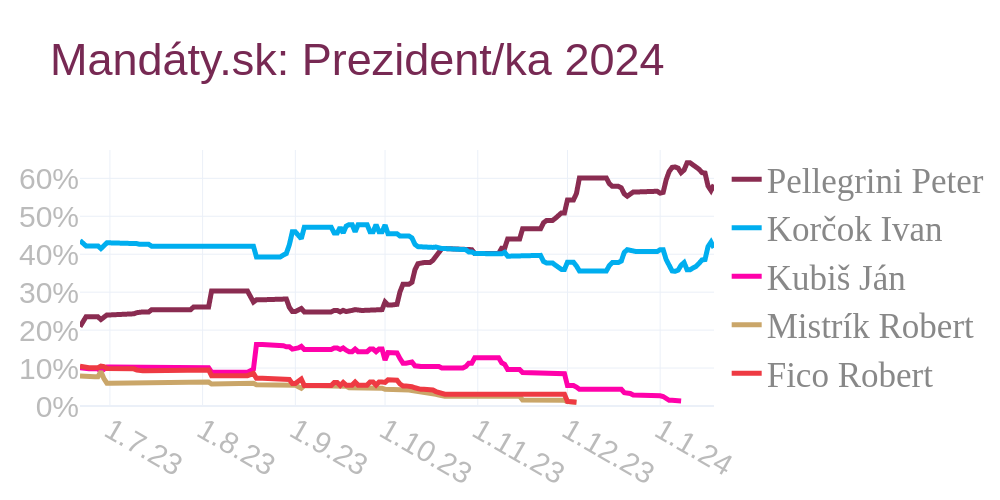 Mandáty.sk: Prezident/ka 2024
60%
50%
40%
30%
20%
10%
0%
1.7.23
1.8.23
1.9.23
1.10.23
1.11.23
1.12.23
1.1.24
Pellegrini Peter
Korčok Ivan
Kubiš Ján
Mistrík Robert
Fico Robert